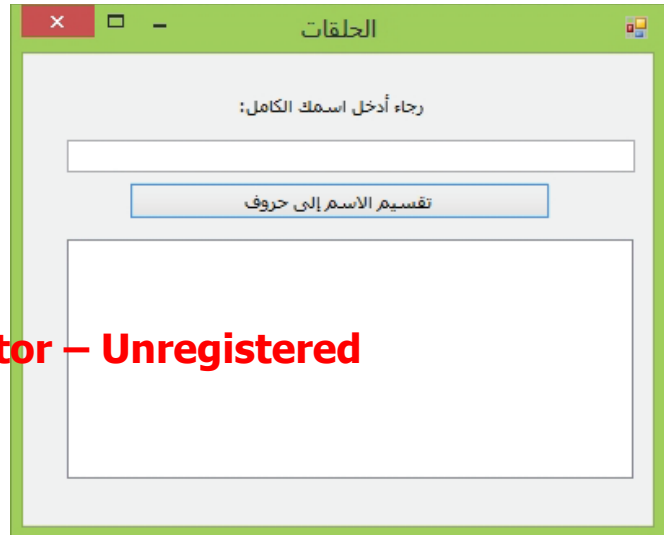 الحلقات
رجاء أدخل اسمك الكامل:
تقسيم الاسم إلى حروف
tor – Unregistered